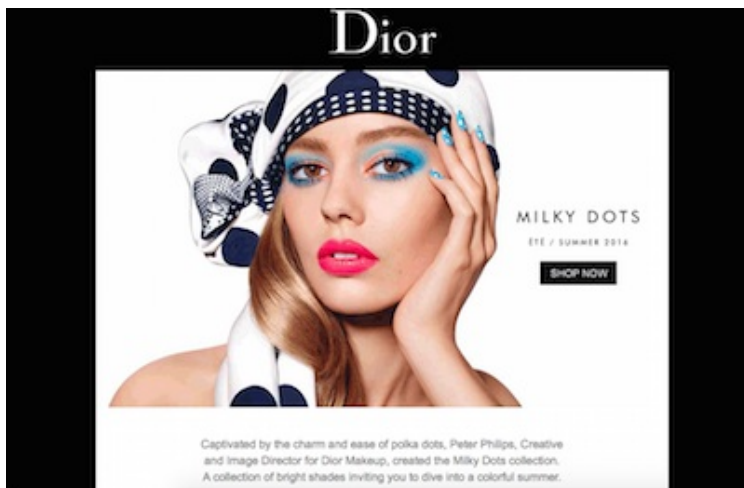 Dior
MILKY DOTS
ÉTÉ / SUMMER 2016
SHOP NOW
Captivated by the charm and ease of polka dots, Peter Philips, Creative
and Image Director for Dior Makeup, created the Milky Dots collection.
A collection of bright shades inviting you to dive into a colorful summer.